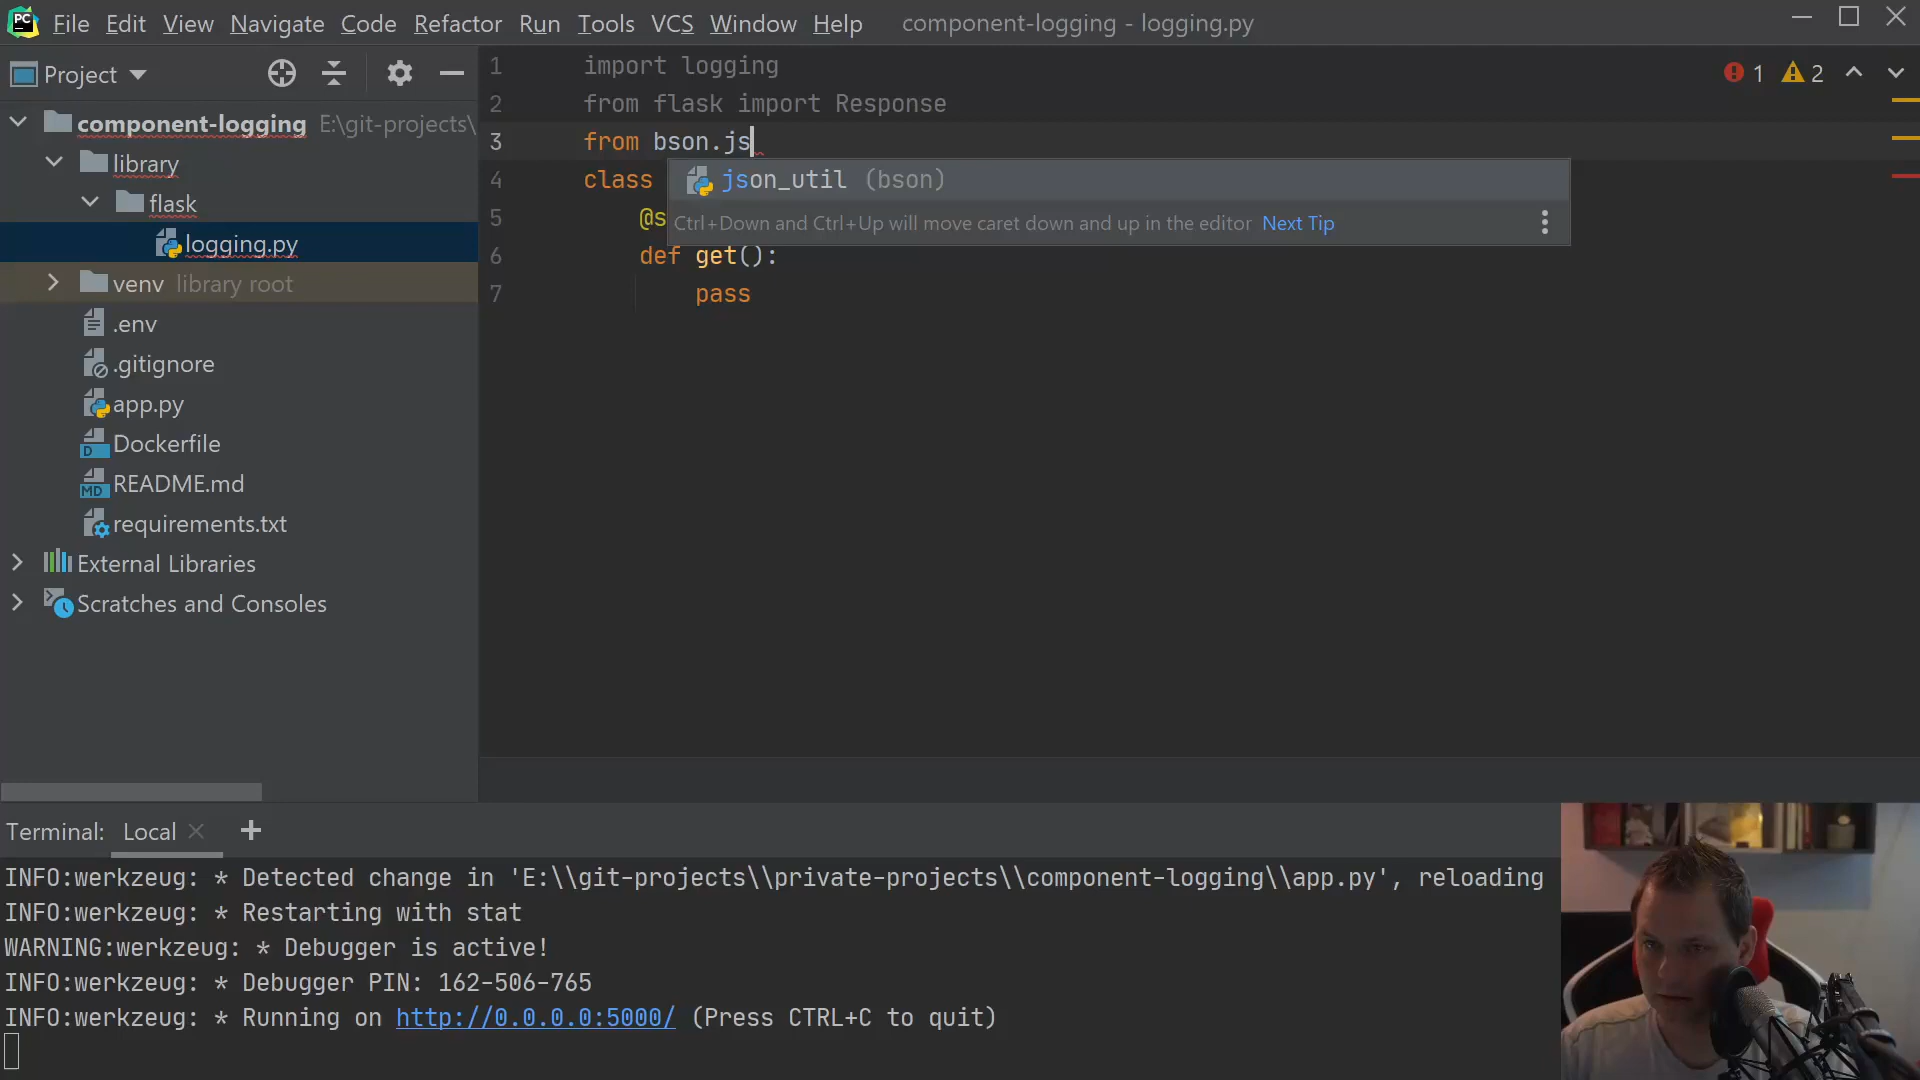 PC File Edit View Navigate Code Refactor Run Tools VCS Window Help component-logging - logging.py
Project
component-logging E:\git-projects\
library
flask
logging.py
venv library root
.env
.gitignore
app.py
Dockerfile
README.md
requirements.txt
External Libraries
Scratches and Consoles
1 import logging
2 from flask import Response
3 from bson.js
4 class
5 @s
6 def get():
7 pass
json_util (bson)
Ctrl+Down and Ctrl+Up will move caret down and up in the editor Next Tip
1 2
Terminal: Local
INFO:werkzeug: * Detected change in 'E:\\git-projects\\private-projects\\component-logging\\app.py', reloading
INFO:werkzeug: * Restarting with stat
WARNING:werkzeug: * Debugger is active!
INFO:werkzeug: * Debugger PIN: 162-506-765
INFO:werkzeug: * Running on http://0.0.0.0:5000/ (Press CTRL+C to quit)